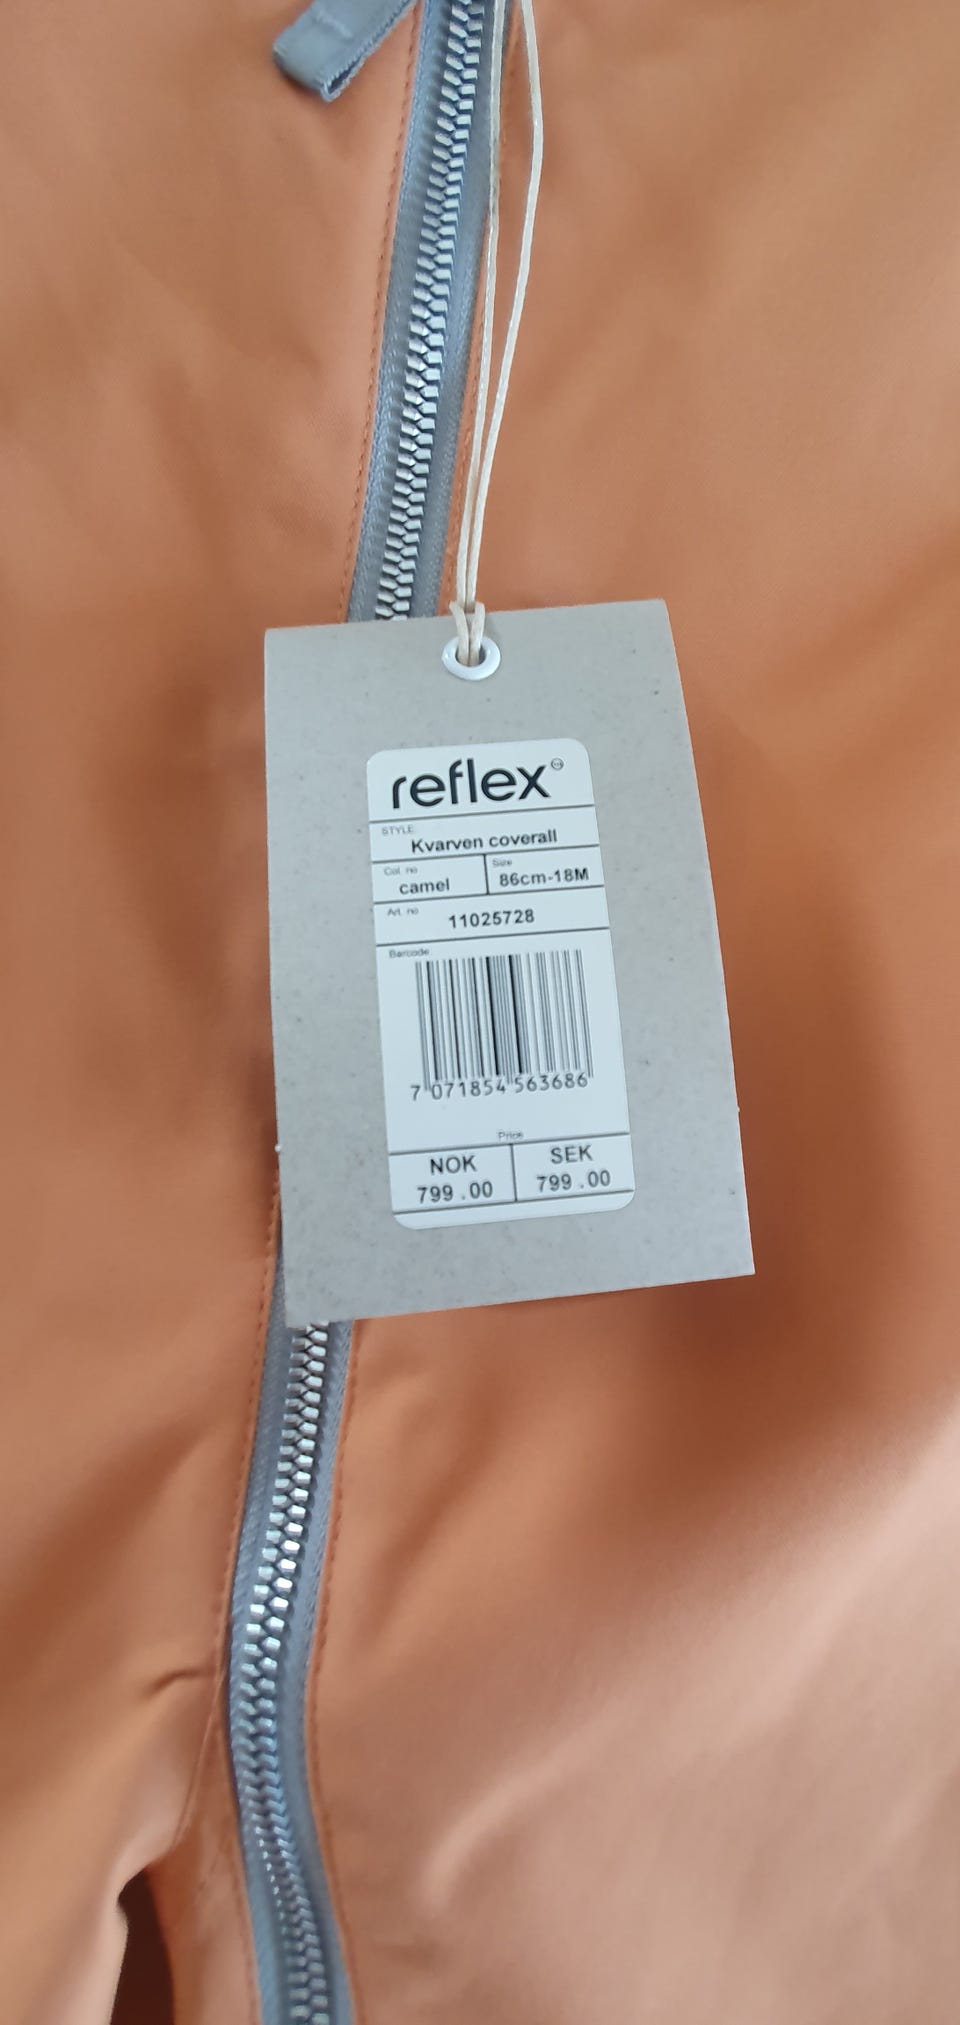 reflex
STYLE
Kvarven coverall
Col. no
camel
Size
86cm-18M
Art. no
11025728
Barcode
7 071854 563686
Price
NOK
799 .00
SEK
799 .00